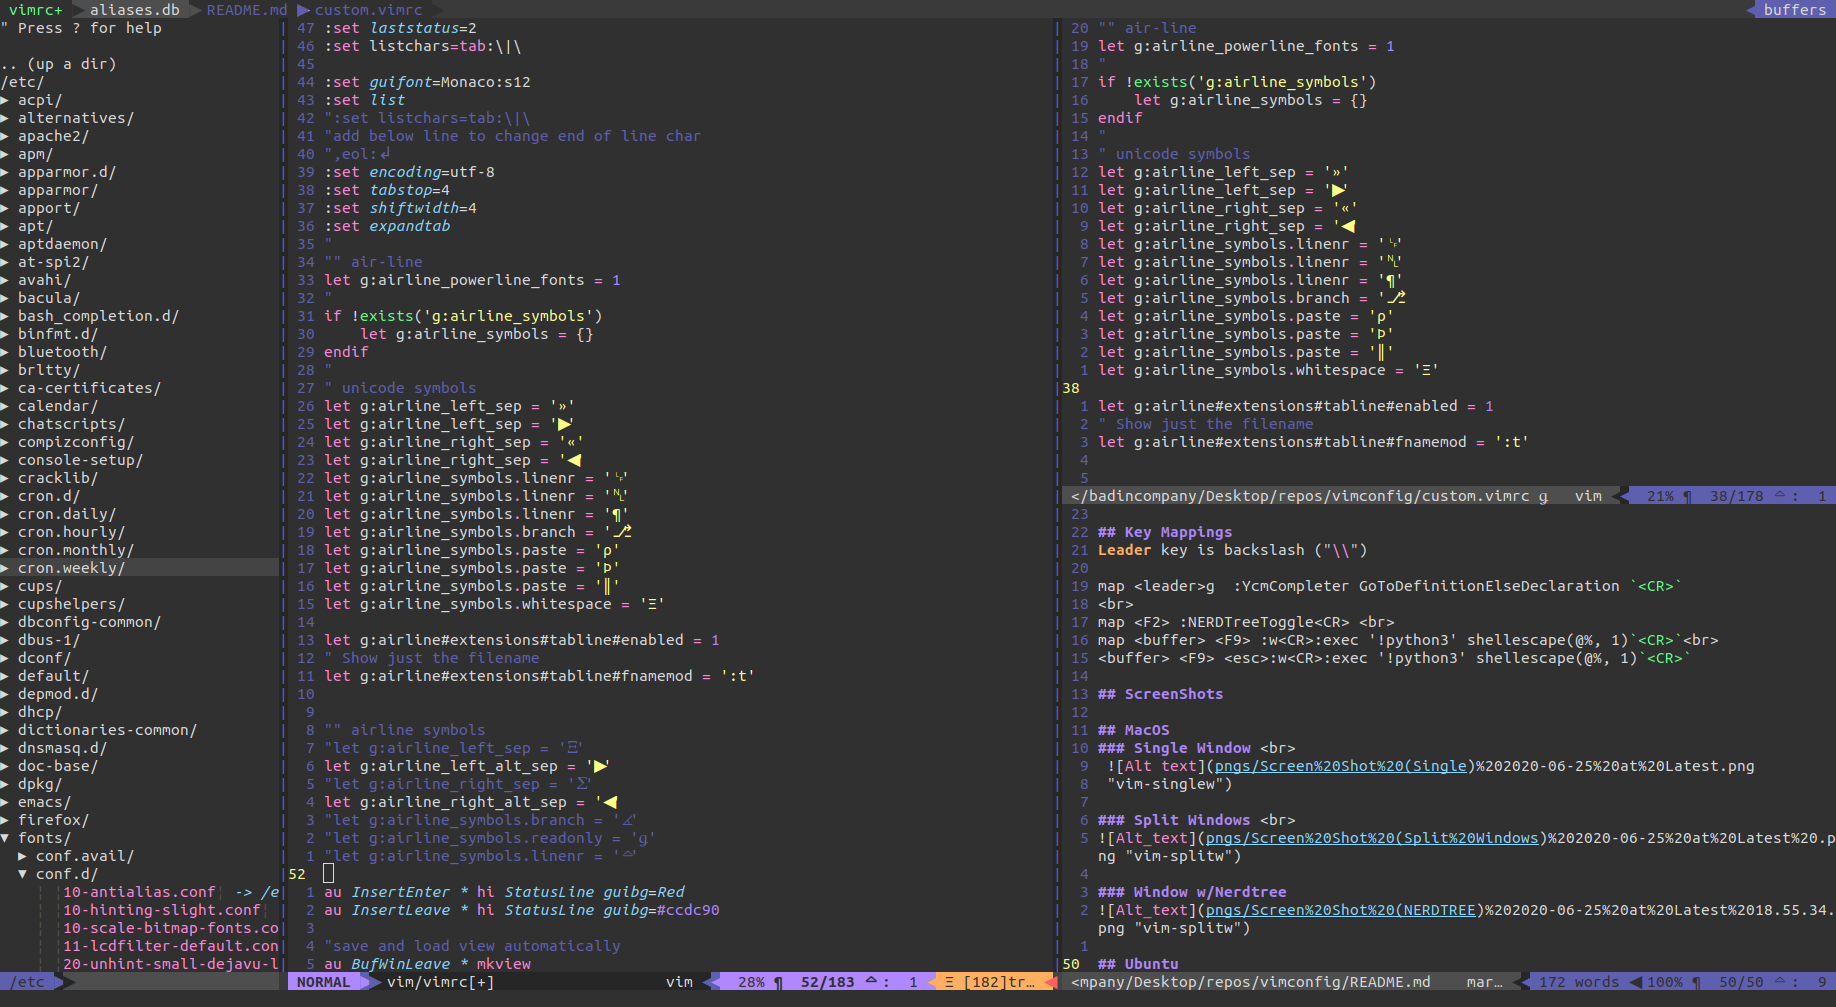 vimrc+ aliases.db README.md custom.vimrc buffers
" Press ? for help
.. (up a dir)
/etc/
▶ acpi/
▶ alternatives/
▶ apache2/
▶ apm/
▶ apparmor.d/
▶ apparmor/
▶ apport/
▶ apt/
▶ aptdaemon/
▶ at-spi2/
▶ avahi/
▶ bacula/
▶ bash_completion.d/
▶ binfmt.d/
▶ bluetooth/
▶ brltty/
▶ ca-certificates/
▶ calendar/
▶ chatscripts/
▶ compizconfig/
▶ console-setup/
▶ cracklib/
▶ cron.d/
▶ cron.daily/
▶ cron.hourly/
▶ cron.monthly/
▶ cron.weekly/
▶ cups/
▶ cupshelpers/
▶ dbconfig-common/
▶ dbus-1/
▶ dconf/
▶ default/
▶ depmod.d/
▶ dhcp/
▶ dictionaries-common/
▶ dnsmasq.d/
▶ doc-base/
▶ dpkg/
▶ emacs/
▶ firefox/
▼ fonts/
▶ conf.avail/
▼ conf.d/
10-antialias.conf -> /e
10-hinting-slight.conf
10-scale-bitmap-fonts.co
11-lcdfilter-default.con
20-unhint-small-dejavu-l
/etc
47 :set laststatus=2
46 :set listchars=tab:\|\
45
44 :set guifont=Monaco:s12
43 :set list
42 ":set listchars=tab:\|\
41 "add below line to change end of line char
40 ",eol:↲
39 :set encoding=utf-8
38 :set tabstop=4
37 :set shiftwidth=4
36 :set expandtab
35 "
34 "" air-line
33 let g:airline_powerline_fonts = 1
32 "
31 if !exists('g:airline_symbols')
30 let g:airline_symbols = {}
29 endif
28 "
27 " unicode symbols
26 let g:airline_left_sep = '»'
25 let g:airline_left_sep = '▶'
24 let g:airline_right_sep = '«'
23 let g:airline_right_sep = '◀
22 let g:airline_symbols.linenr = '␊'
21 let g:airline_symbols.linenr = '␤'
20 let g:airline_symbols.linenr = '¶'
19 let g:airline_symbols.branch = '⎇
18 let g:airline_symbols.paste = 'ρ'
17 let g:airline_symbols.paste = 'Þ'
16 let g:airline_symbols.paste = '∥'
15 let g:airline_symbols.whitespace = 'Ξ'
14
13 let g:airline#extensions#tabline#enabled = 1
12 " Show just the filename
11 let g:airline#extensions#tabline#fnamemod = ':t'
10
9
8 "" airline symbols
7 "let g:airline_left_sep = 'Ξ'
6 let g:airline_left_alt_sep = '▶'
5 "let g:airline_right_sep = 'Σ'
4 let g:airline_right_alt_sep = '◀
3 "let g:airline_symbols.branch = '
2 "let g:airline_symbols.readonly = 'ց'
1 "let g:airline_symbols.linenr = '
52
1 au InsertEnter * hi StatusLine guibg=Red
2 au InsertLeave * hi StatusLine guibg=#ccdc90
3
4 "save and load view automatically
5 au BufWinLeave * mkview
NORMAL vim/vimrc[+] vim 28% ¶ 52/183 : 1 Ξ [182]tr…
20 "" air-line
19 let g:airline_powerline_fonts = 1
18 "
17 if !exists('g:airline_symbols')
16 let g:airline_symbols = {}
15 endif
14 "
13 " unicode symbols
12 let g:airline_left_sep = '»'
11 let g:airline_left_sep = '▶'
10 let g:airline_right_sep = '«'
9 let g:airline_right_sep = '◀
8 let g:airline_symbols.linenr = '␊'
7 let g:airline_symbols.linenr = '␤'
6 let g:airline_symbols.linenr = '¶'
5 let g:airline_symbols.branch = '⎇
4 let g:airline_symbols.paste = 'ρ'
3 let g:airline_symbols.paste = 'Þ'
2 let g:airline_symbols.paste = '∥'
1 let g:airline_symbols.whitespace = 'Ξ'
38
1 let g:airline#extensions#tabline#enabled = 1
2 " Show just the filename
3 let g:airline#extensions#tabline#fnamemod = ':t'
4
5
</badincompany/Desktop/repos/vimconfig/custom.vimrc ց vim 21% ¶ 38/178 : 1
23
22 ## Key Mappings
21 Leader key is backslash ("\\")
20
19 map <leader>g :YcmCompleter GoToDefinitionElseDeclaration `<CR>`
18 <br>
17 map <F2> :NERDTreeToggle<CR> <br>
16 map <buffer> <F9> :w<CR>:exec '!python3' shellescape(@%, 1)`<CR>`<br>
15 <buffer> <F9> <esc>:w<CR>:exec '!python3' shellescape(@%, 1)`<CR>`
14
13 ## ScreenShots
12
11 ## MacOS
10 ### Single Window <br>
9 ![Alt text](pngs/Screen%20Shot%20(Single)%202020-06-25%20at%20Latest.png
8 "vim-singlew")
7
6 ### Split Windows <br>
5 ![Alt_text](pngs/Screen%20Shot%20(Split%20Windows)%202020-06-25%20at%20Latest%20.p
ng "vim-splitw")
4
3 ### Window w/Nerdtree
2 ![Alt_text](pngs/Screen%20Shot%20(NERDTREE)%202020-06-25%20at%20Latest%2018.55.34.
png "vim-splitw")
1
50 ## Ubuntu
<mpany/Desktop/repos/vimconfig/README.md mar… 172 words 100% ¶ 50/50 : 9